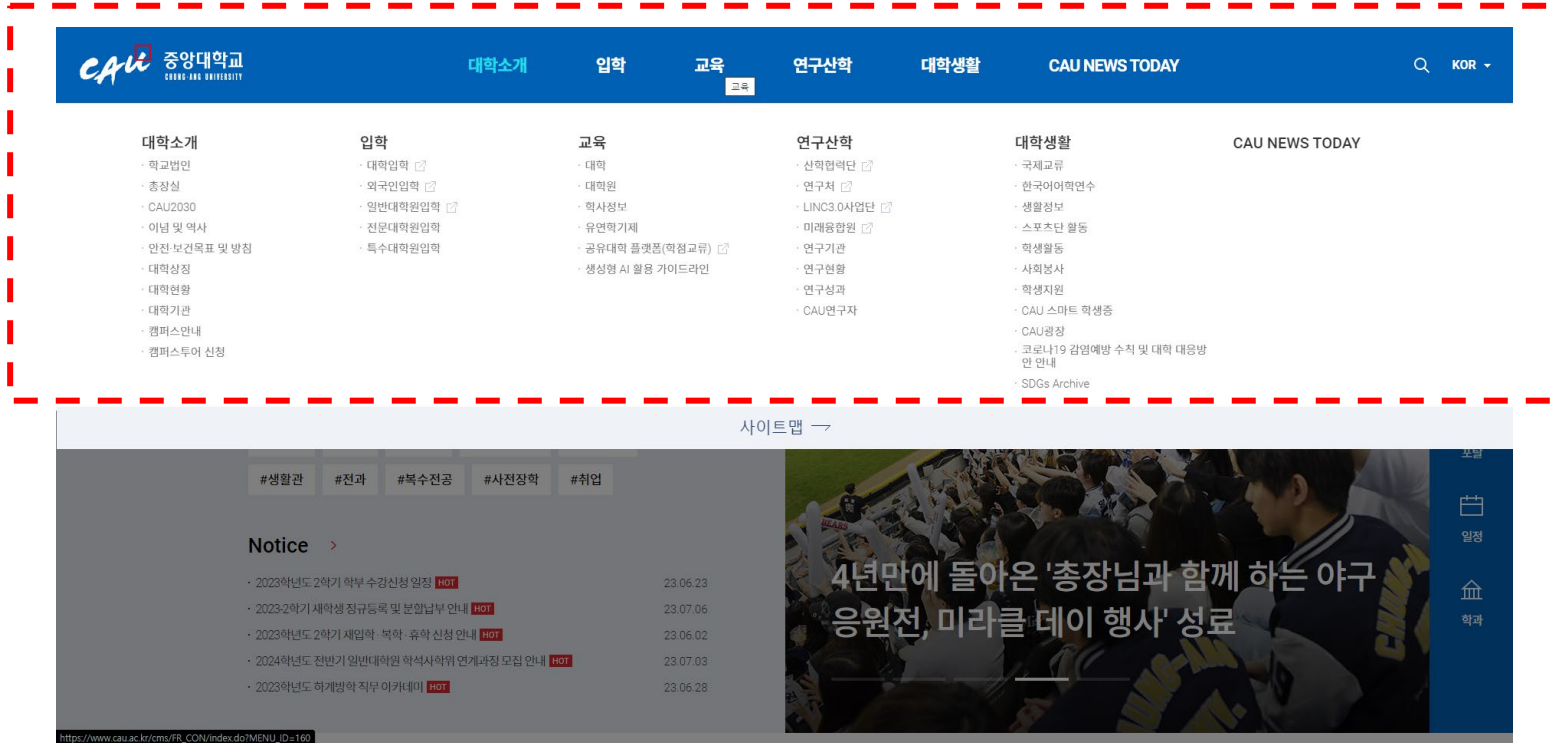 CAU 중앙대학교
CHUNG-ANG UNIVERSITY
대학소개 입학 교육 연구산학 대학생활 CAU NEWS TODAY KOR
교육
대학소개
· 학교법인
· 총장실
· CAU2030
· 이념 및 역사
· 안전·보건목표 및 방침
· 대학상징
· 대학현황
· 대학기관
· 캠퍼스안내
· 캠퍼스투어 신청
입학
· 대학입학
· 외국인입학
· 일반대학원입학
· 전문대학원입학
· 특수대학원입학
교육
· 대학
· 대학원
· 학사정보
· 유연학기제
· 공유대학 플랫폼(학점교류)
· 생성형 AI 활용 가이드라인
연구산학
· 산학협력단
· 연구처
· LINC3.0사업단
· 미래융합원
· 연구기관
· 연구현황
· 연구성과
· CAU연구자
대학생활
· 국제교류
· 한국어어학연수
· 생활정보
· 스포츠단 활동
· 학생활동
· 사회봉사
· 학생지원
· CAU 스마트 학생증
· CAU광장
· 코로나19 감염예방 수칙 및 대학 대응방
안 안내
· SDGs Archive
CAU NEWS TODAY
사이트맵
#생활관 #전과 #복수전공 #사전장학 #취업
Notice
· 2023학년도 2학기 학부 수강신청 일정 HOT 23.06.23
· 2023-2학기 재학생 정규등록 및 분할납부 안내 HOT 23.07.06
· 2023학년도 2학기 재입학·복학·휴학 신청 안내 HOT 23.06.02
· 2024학년도 전반기 일반대학원 학석사학위 연계과정 모집 안내 HOT 23.07.03
· 2023학년도 하계방학 직무 아카데미 HOT 23.06.28
BEARS
4년만에 돌아온 '총장님과 함께 하는 야구
응원전, 미라클 데이 행사' 성료
포탈
일정
학과
https://www.cau.ac.kr/cms/FR_CON/index.do?MENU_ID=160